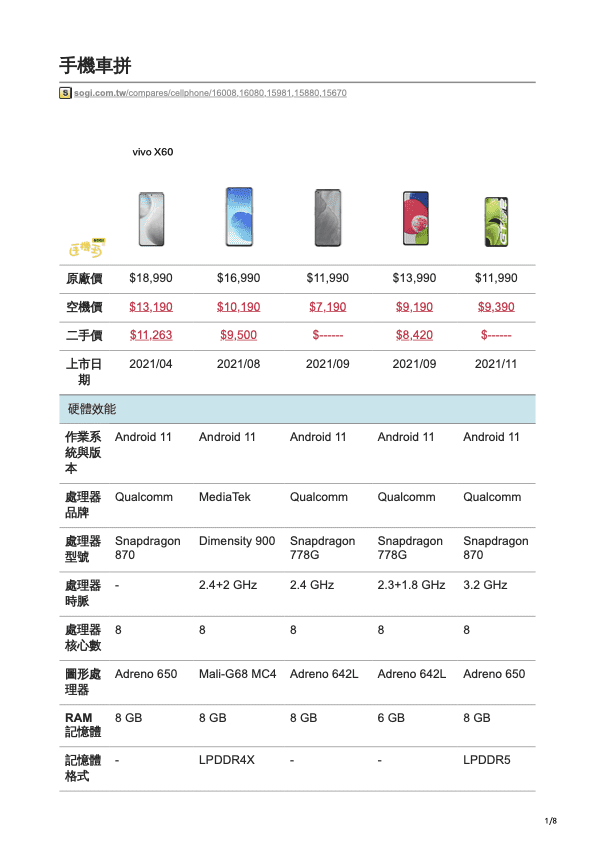 手機車拼
S sogi.com.tw/compares/cellphone/16008,16080,15981,15880,15670
vivo X60
原廠價 $18,990 $16,990 $11,990 $13,990 $11,990
空機價 $13,190 $10,190 $7,190 $9,190 $9,390
二手價 $11,263 $9,500 $------ $8,420 $------
上市日 2021/04 2021/08 2021/09 2021/09 2021/11
期
硬體效能
作業系 Android 11 Android 11 Android 11 Android 11 Android 11
統與版
本
處理器 Qualcomm MediaTek Qualcomm Qualcomm Qualcomm
品牌
處理器 Snapdragon Dimensity 900 Snapdragon Snapdragon Snapdragon
型號 870 778G 778G 870
處理器 - 2.4+2 GHz 2.4 GHz 2.3+1.8 GHz 3.2 GHz
時脈
處理器 8 8 8 8 8
核心數
圖形處 Adreno 650 Mali-G68 MC4 Adreno 642L Adreno 642L Adreno 650
理器
RAM 8 GB 8 GB 8 GB 6 GB 8 GB
記憶體
記憶體 - LPDDR4X - - LPDDR5
格式
1/8